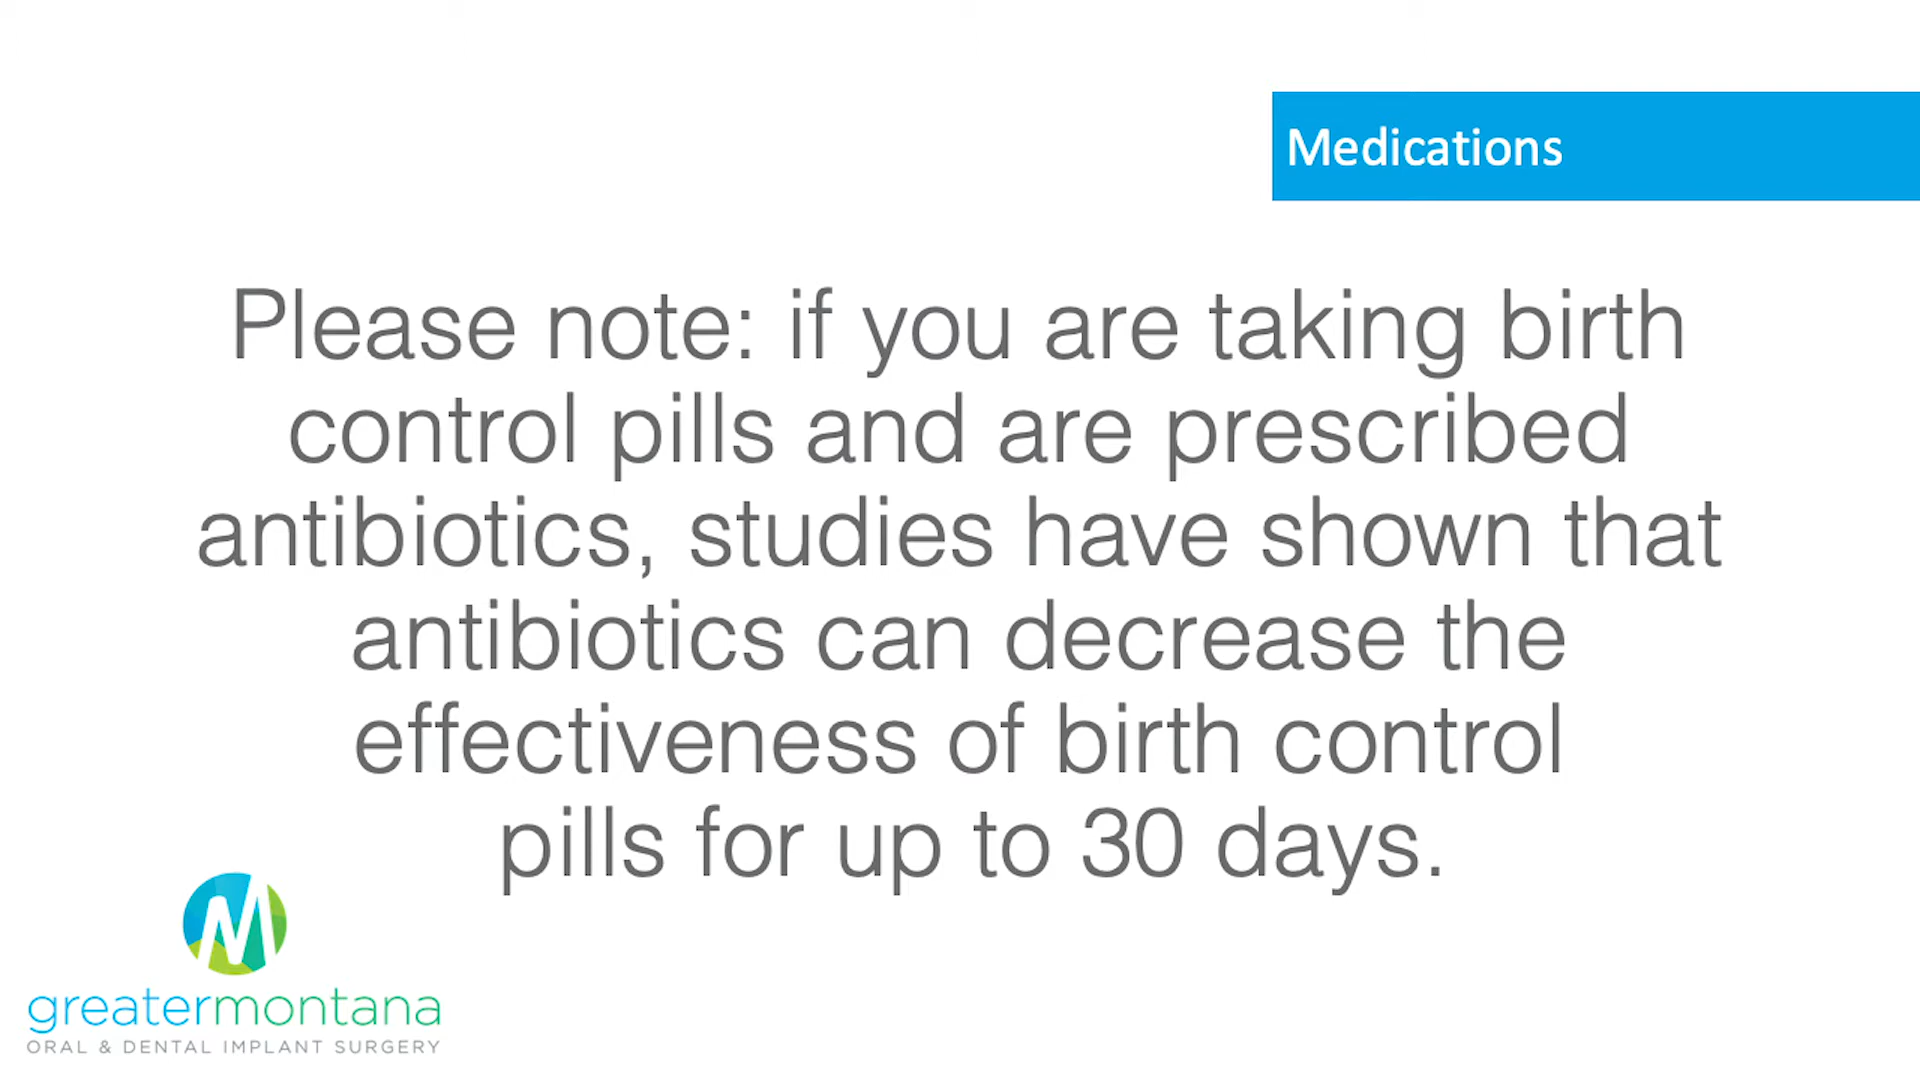 Medications
Please note: if you are taking birth
control pills and are prescribed
antibiotics, studies have shown that
antibiotics can decrease the
effectiveness of birth control
pills for up to 30 days.
M
greatermontana
ORAL & DENTAL IMPLANT SURGERY